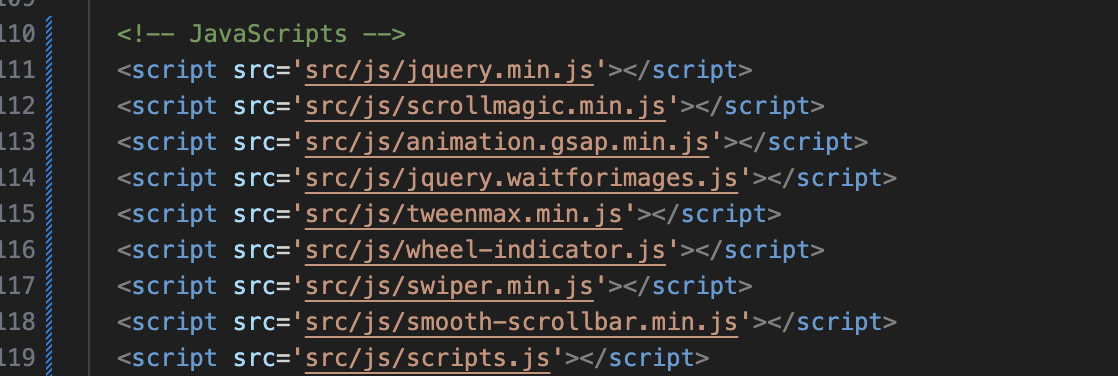 109
110 <!-- JavaScripts -->
111 <script src='src/js/jquery.min.js'></script>
112 <script src='src/js/scrollmagic.min.js'></script>
113 <script src='src/js/animation.gsap.min.js'></script>
114 <script src='src/js/jquery.waitforimages.js'></script>
115 <script src='src/js/tweenmax.min.js'></script>
116 <script src='src/js/wheel-indicator.js'></script>
117 <script src='src/js/swiper.min.js'></script>
118 <script src='src/js/smooth-scrollbar.min.js'></script>
119 <script src='src/js/scripts.js'></script>